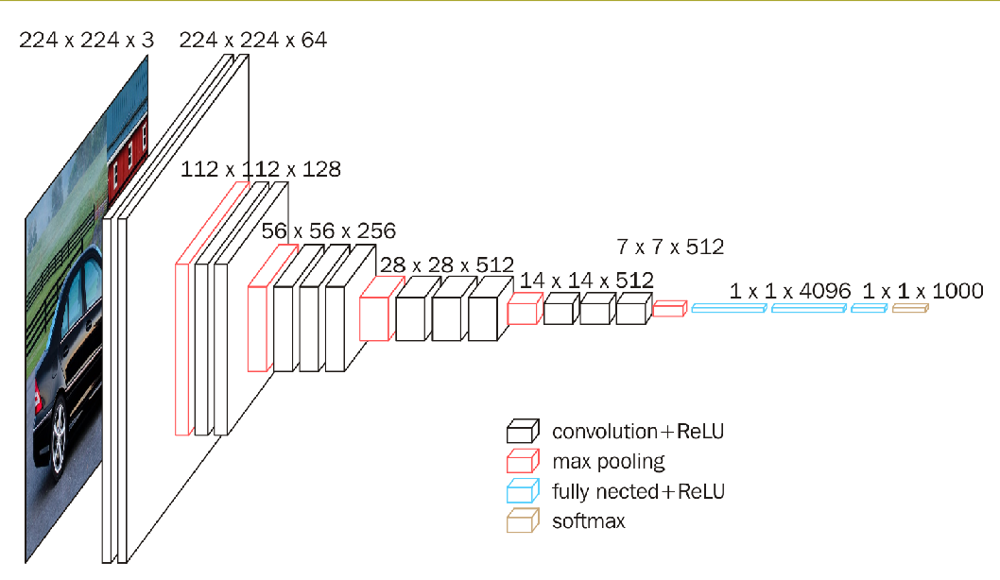 224 x 224 x 3
224 x 224 x 64
112 x 112 x 128
56 x 56 x 256
28 x 28 x 512
14 x 14 x 512
7 x 7 x 512
1 x 1 x 4096
1 x 1 x 1000
convolution+ReLU
max pooling
fully nected+ReLU
softmax